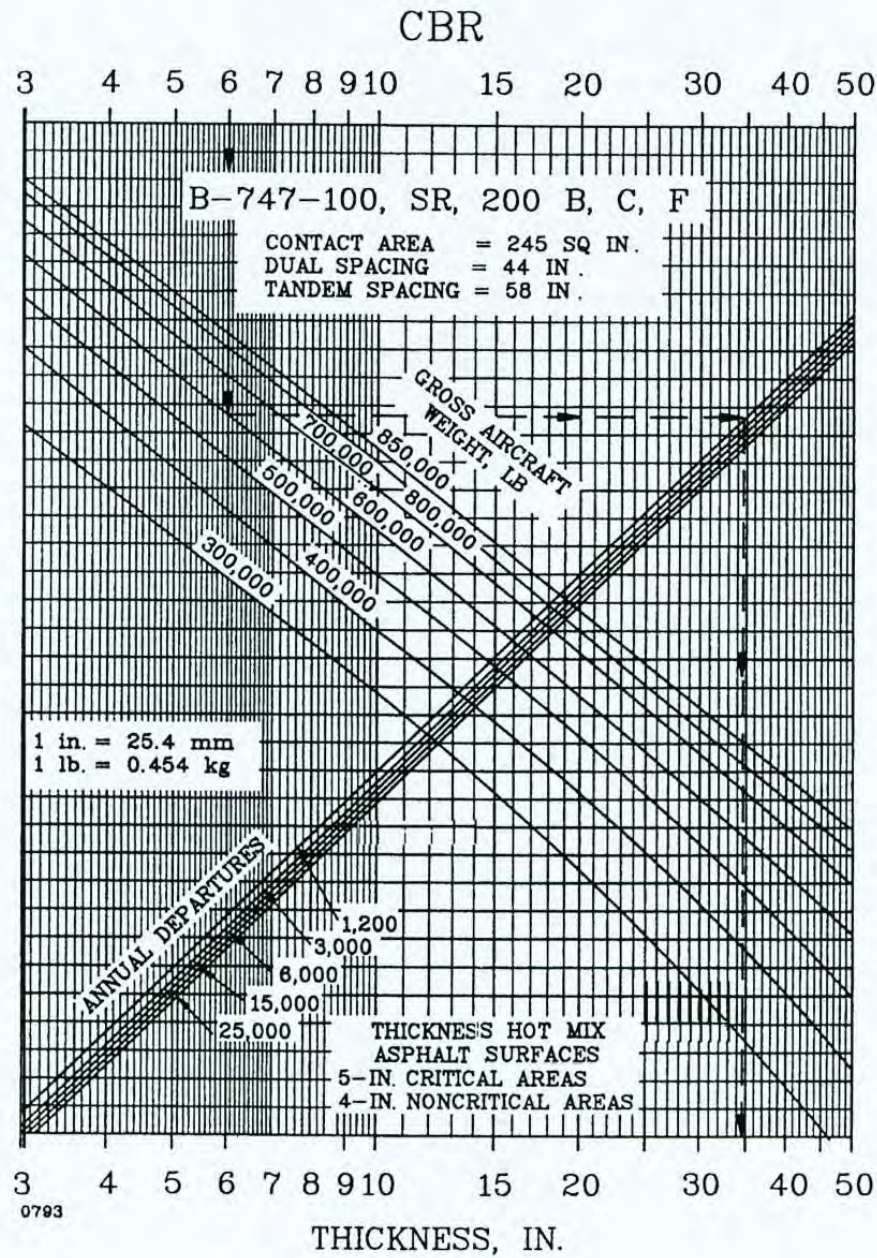 CBR
3 4 5 6 7 8 9 10 15 20 30 40 50
B-747-100, SR, 200 B, C, F
CONTACT AREA = 245 SQ IN.
DUAL SPACING = 44 IN.
TANDEM SPACING = 58 IN.
GROSS AIRCRAFT
WEIGHT, LB
850,000
800,000
700,000
600,000
500,000
400,000
300,000
1 in. = 25.4 mm
1 lb. = 0.454 kg
ANNUAL DEPARTURES
1,200
3,000
6,000
15,000
25,000
THICKNESS HOT MIX
ASPHALT SURFACES
5-IN. CRITICAL AREAS
4-IN. NONCRITICAL AREAS
3 4 5 6 7 8 9 10 15 20 30 40 50
0793
THICKNESS, IN.